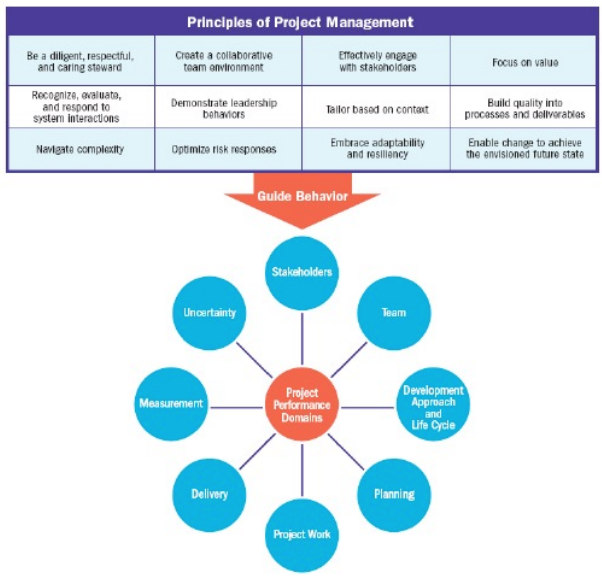 Principles of Project Management
Be a diligent, respectful,
and caring steward
Create a collaborative
team environment
Effectively engage
with stakeholders
Focus on value
Recognize, evaluate,
and respond to
system interactions
Demonstrate leadership
behaviors
Tailor based on context
Build quality into
processes and deliverables
Navigate complexity
Optimize risk responses
Embrace adaptability
and resiliency
Enable change to achieve
the envisioned future state
Guide Behavior
Stakeholders
Uncertainty
Team
Measurement
Project
Performance
Domains
Development
Approach
and
Life Cycle
Delivery
Planning
Project Work